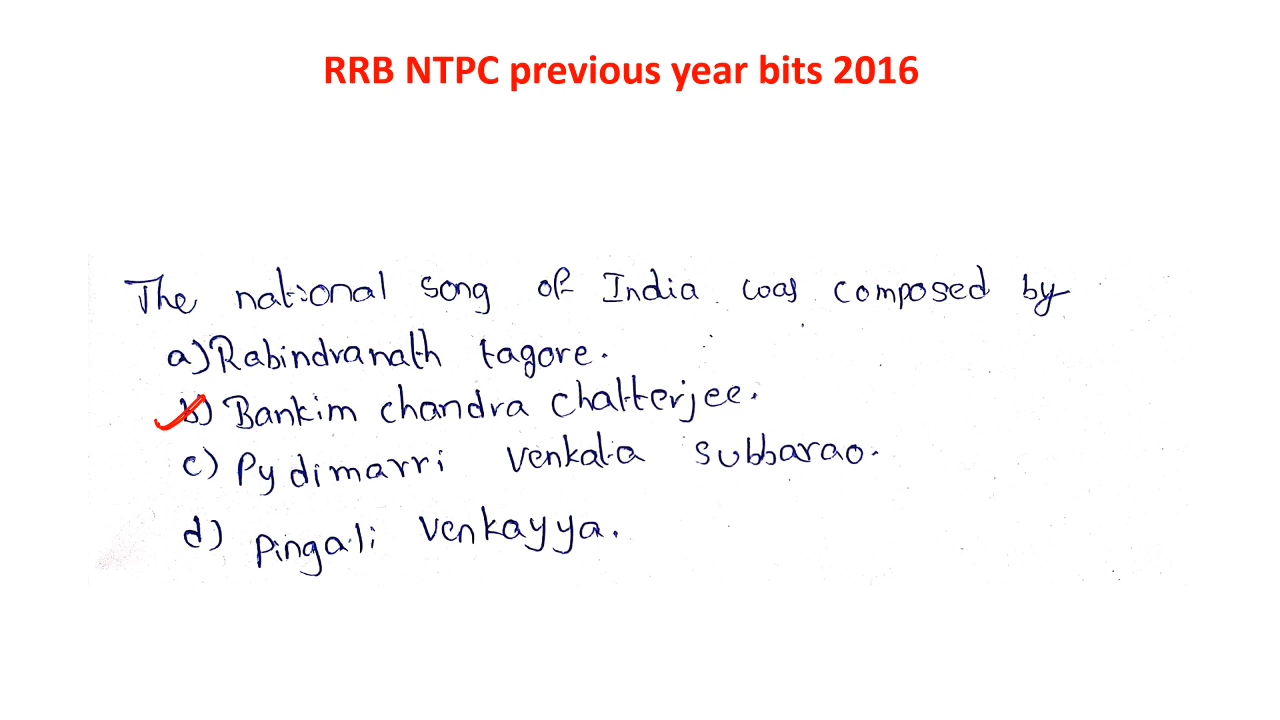 RRB NTPC previous year bits 2016
The national song of India was composed by
a) Rabindranath tagore.
b) Bankim chandra chatterjee.
c) Pydimarri venkata subbarao.
d) Pingali venkayya.